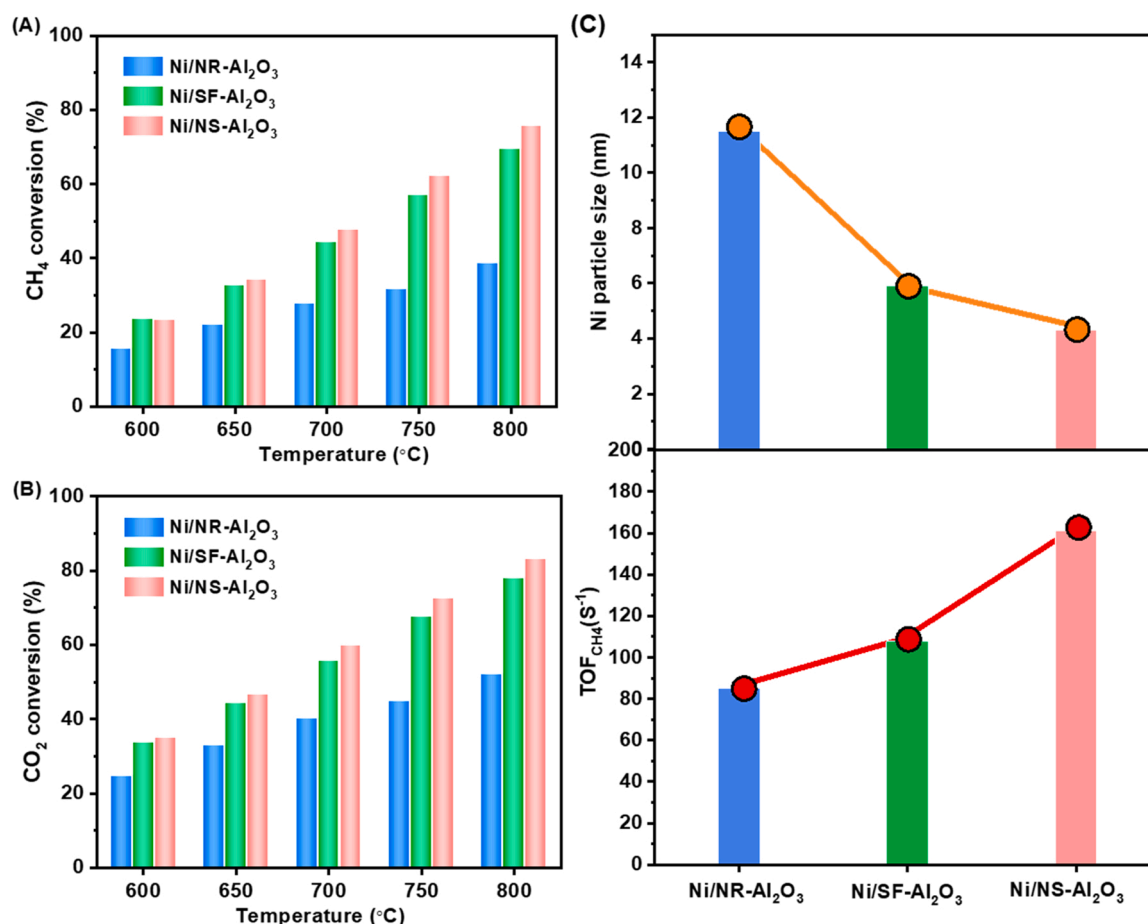 (A)
100
80
60
40
20
0
CH₄ conversion (%)
Ni/NR-Al₂O₃
Ni/SF-Al₂O₃
Ni/NS-Al₂O₃
600 650 700 750 800
Temperature (°C)
(B)
100
80
60
40
20
0
CO₂ conversion (%)
Ni/NR-Al₂O₃
Ni/SF-Al₂O₃
Ni/NS-Al₂O₃
600 650 700 750 800
Temperature (°C)
(C)
14
12
10
8
6
4
2
Ni particle size (nm)
200
180
160
140
120
100
80
60
40
20
0
TOF_CH4(S⁻¹)
Ni/NR-Al₂O₃ Ni/SF-Al₂O₃ Ni/NS-Al₂O₃